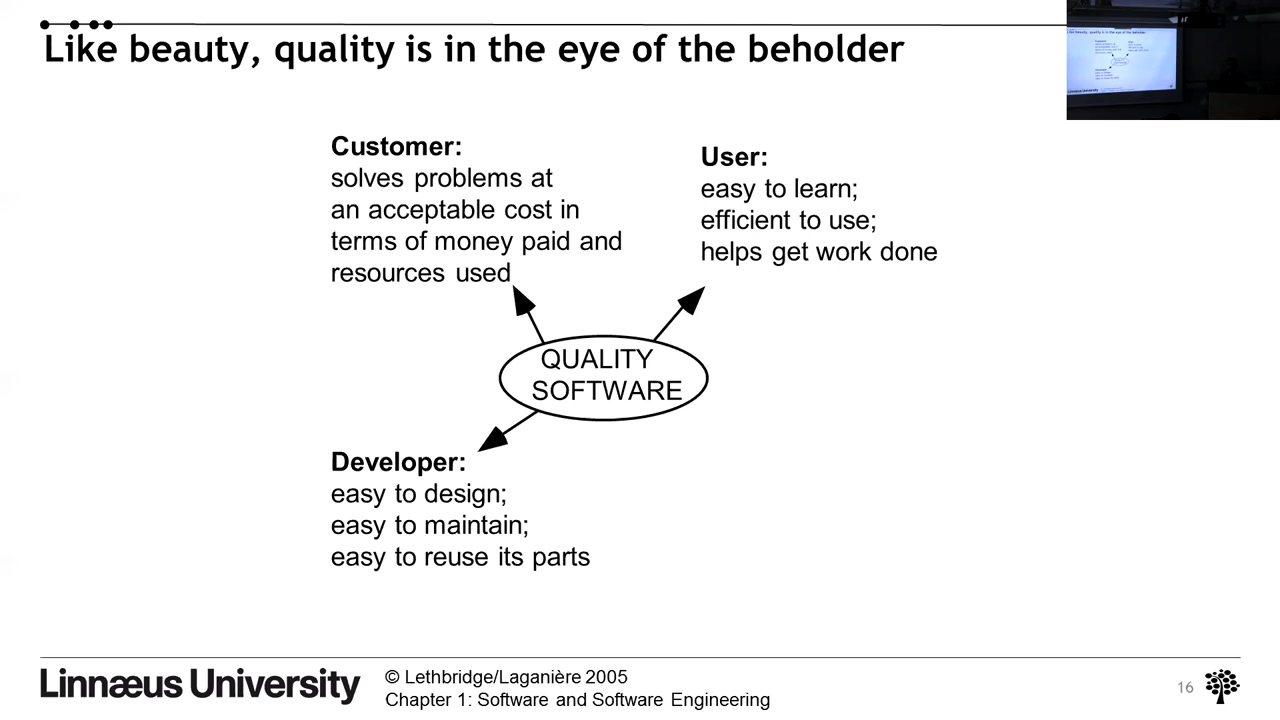 Like beauty, quality is in the eye of the beholder
Customer:
solves problems at
an acceptable cost in
terms of money paid and
resources used
User:
easy to learn;
efficient to use;
helps get work done
QUALITY
SOFTWARE
Developer:
easy to design;
easy to maintain;
easy to reuse its parts
Linnæus University
© Lethbridge/Laganière 2005
Chapter 1: Software and Software Engineering
16